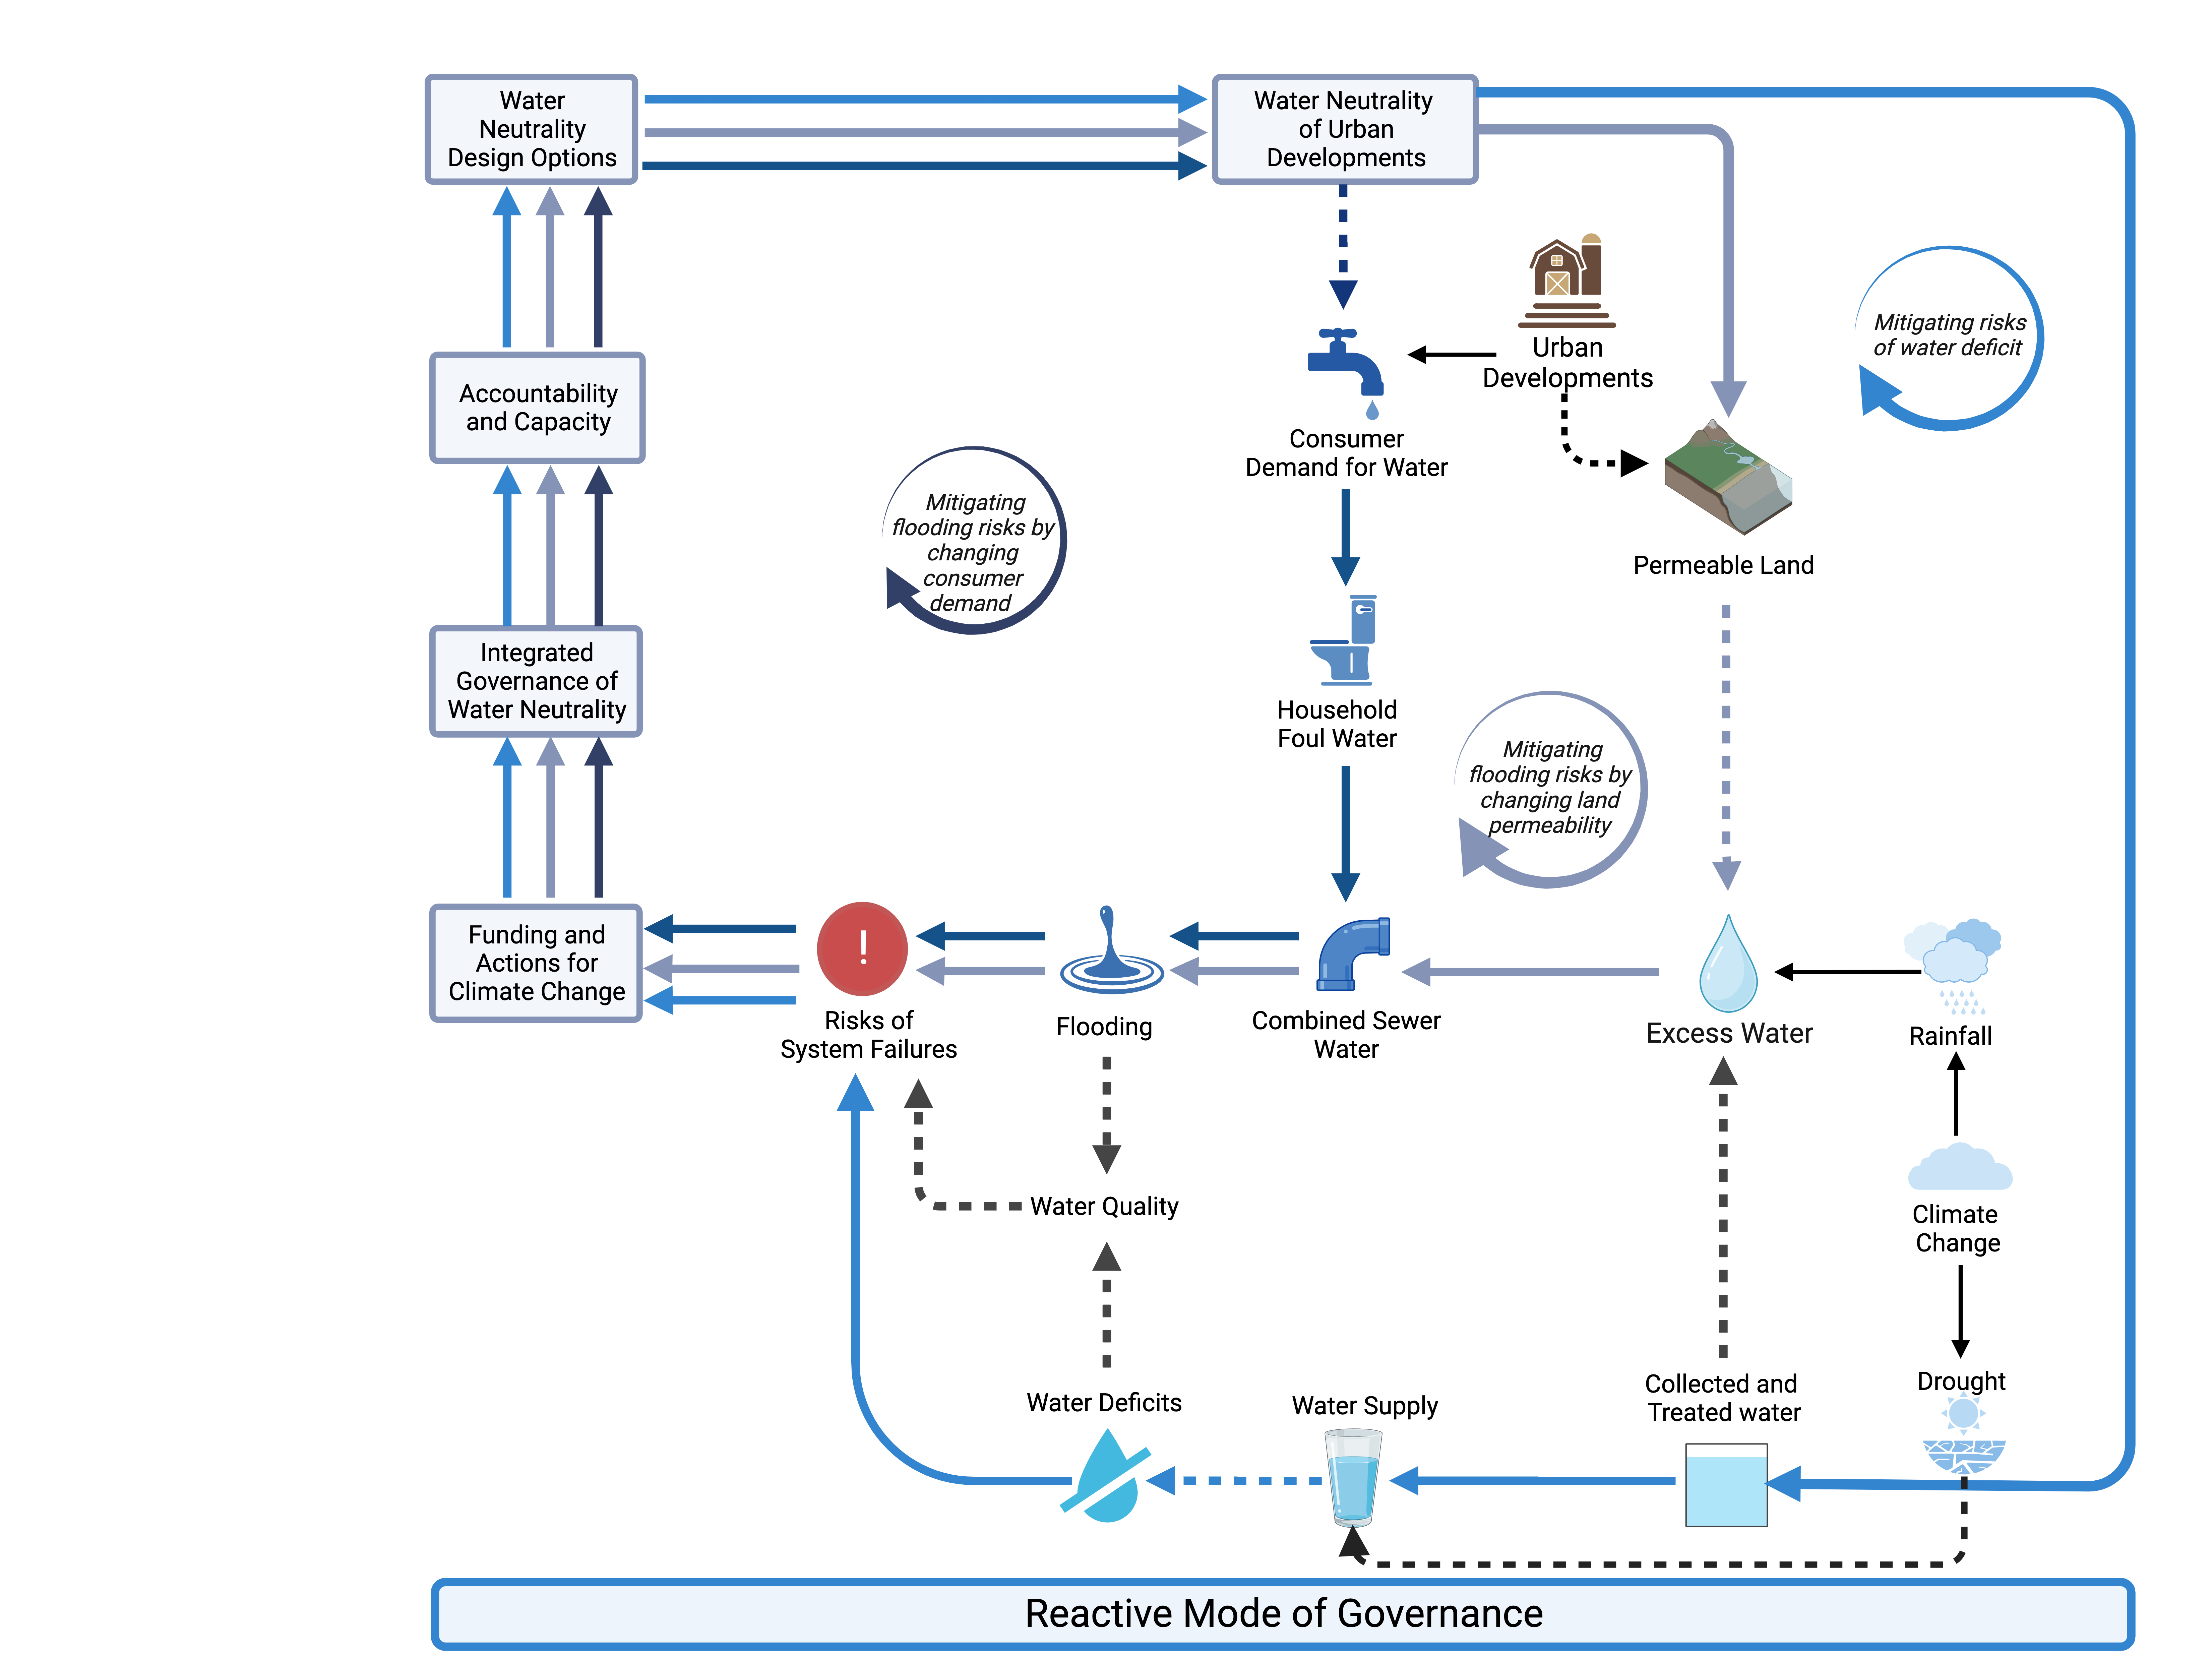 Water
Neutrality
Design Options
Water Neutrality
of Urban
Developments
Urban
Developments
Mitigating risks
of water deficit
Accountability
and Capacity
Consumer
Demand for Water
Mitigating
flooding risks by
changing
consumer
demand
Permeable Land
Integrated
Governance of
Water Neutrality
Household
Foul Water
Mitigating
flooding risks by
changing land
permeability
Funding and
Actions for
Climate Change
!
Risks of
System Failures
Flooding
Combined Sewer
Water
Excess Water
Rainfall
Water Quality
Climate
Change
Water Deficits
Water Supply
Collected and
Treated water
Drought
Reactive Mode of Governance